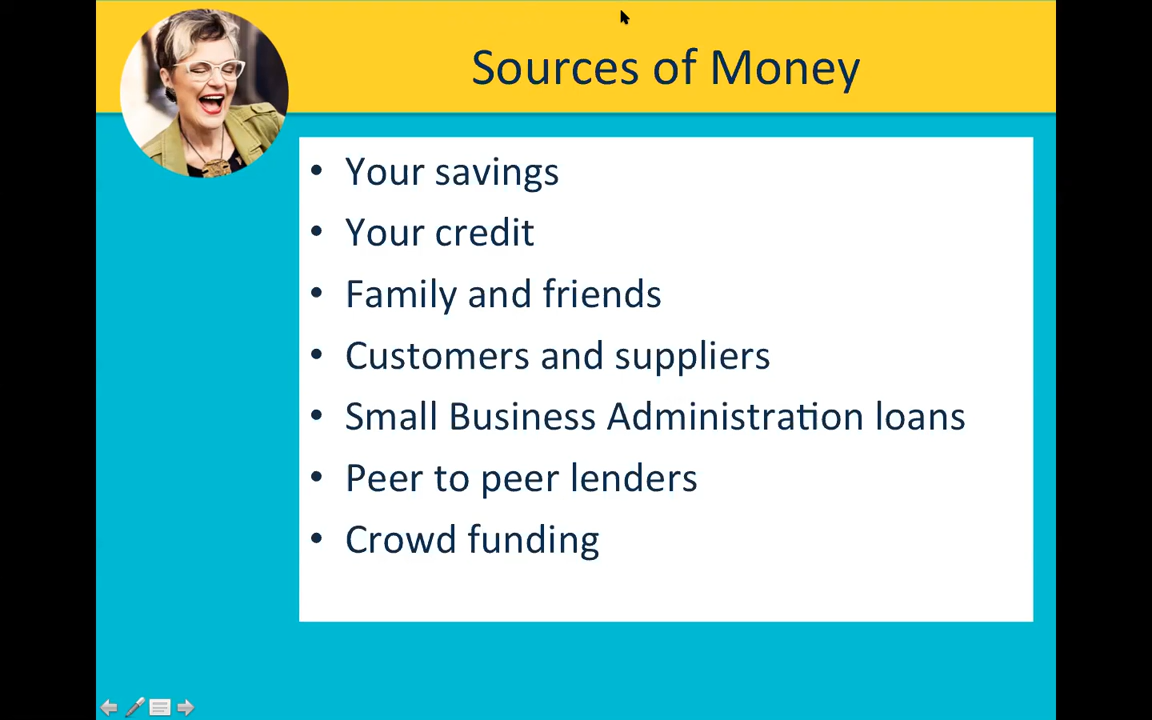 Sources of Money
• Your savings
• Your credit
• Family and friends
• Customers and suppliers
• Small Business Administration loans
• Peer to peer lenders
• Crowd funding